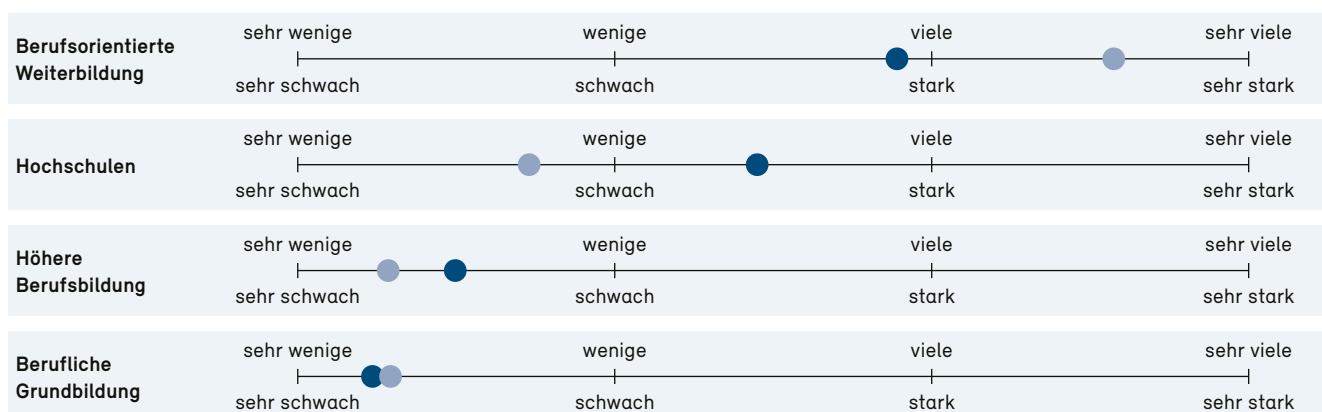 sehr wenige wenige viele sehr viele
Berufsorientierte
Weiterbildung
sehr schwach schwach stark sehr stark
sehr wenige wenige viele sehr viele
Hochschulen
sehr schwach schwach stark sehr stark
sehr wenige wenige viele sehr viele
Höhere
Berufsbildung
sehr schwach schwach stark sehr stark
sehr wenige wenige viele sehr viele
Berufliche
Grundbildung
sehr schwach schwach stark sehr stark